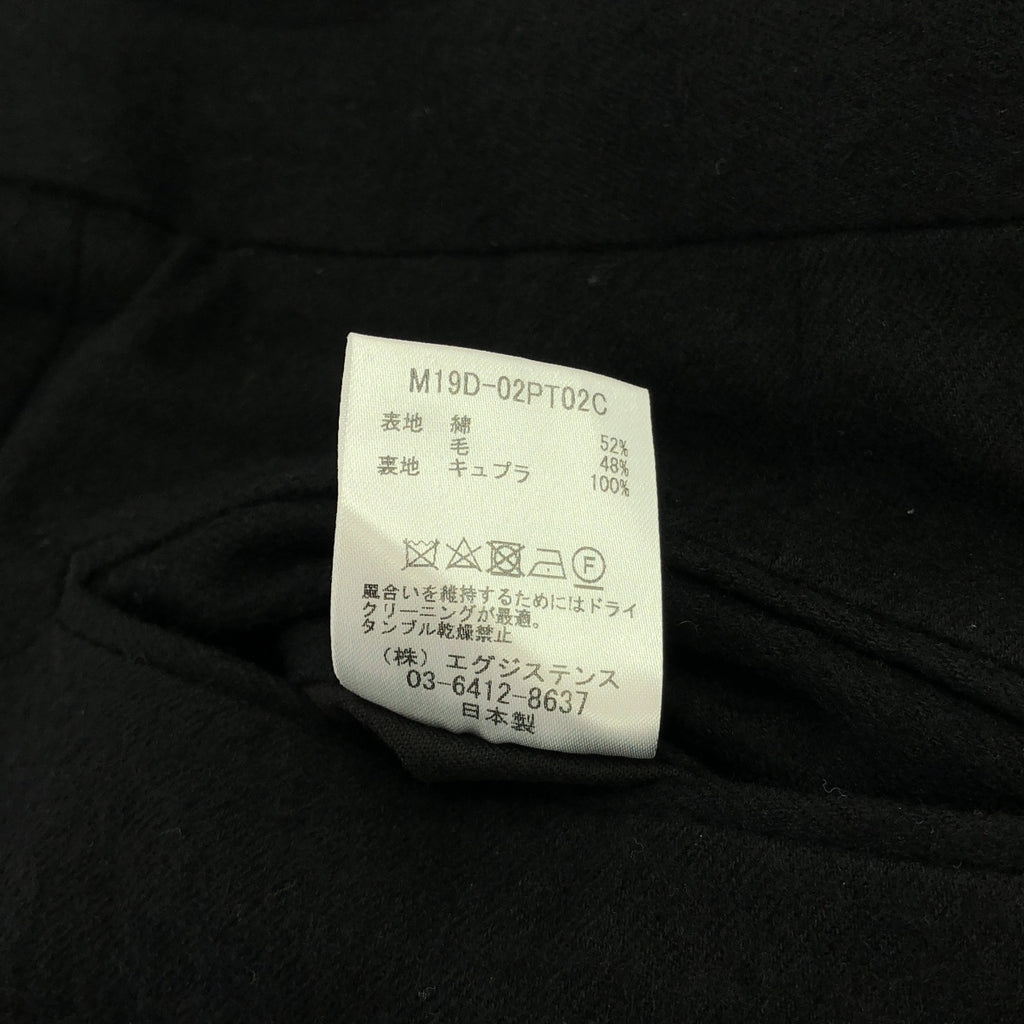 M19D-02PT02C
表地 綿 52%
毛 48%
裏地 キュプラ 100%
F
風合いを維持するためにはドライ
クリーニングが最適。
タンブル乾燥禁止
(株) エグジステンス
03-6412-8637
日本製